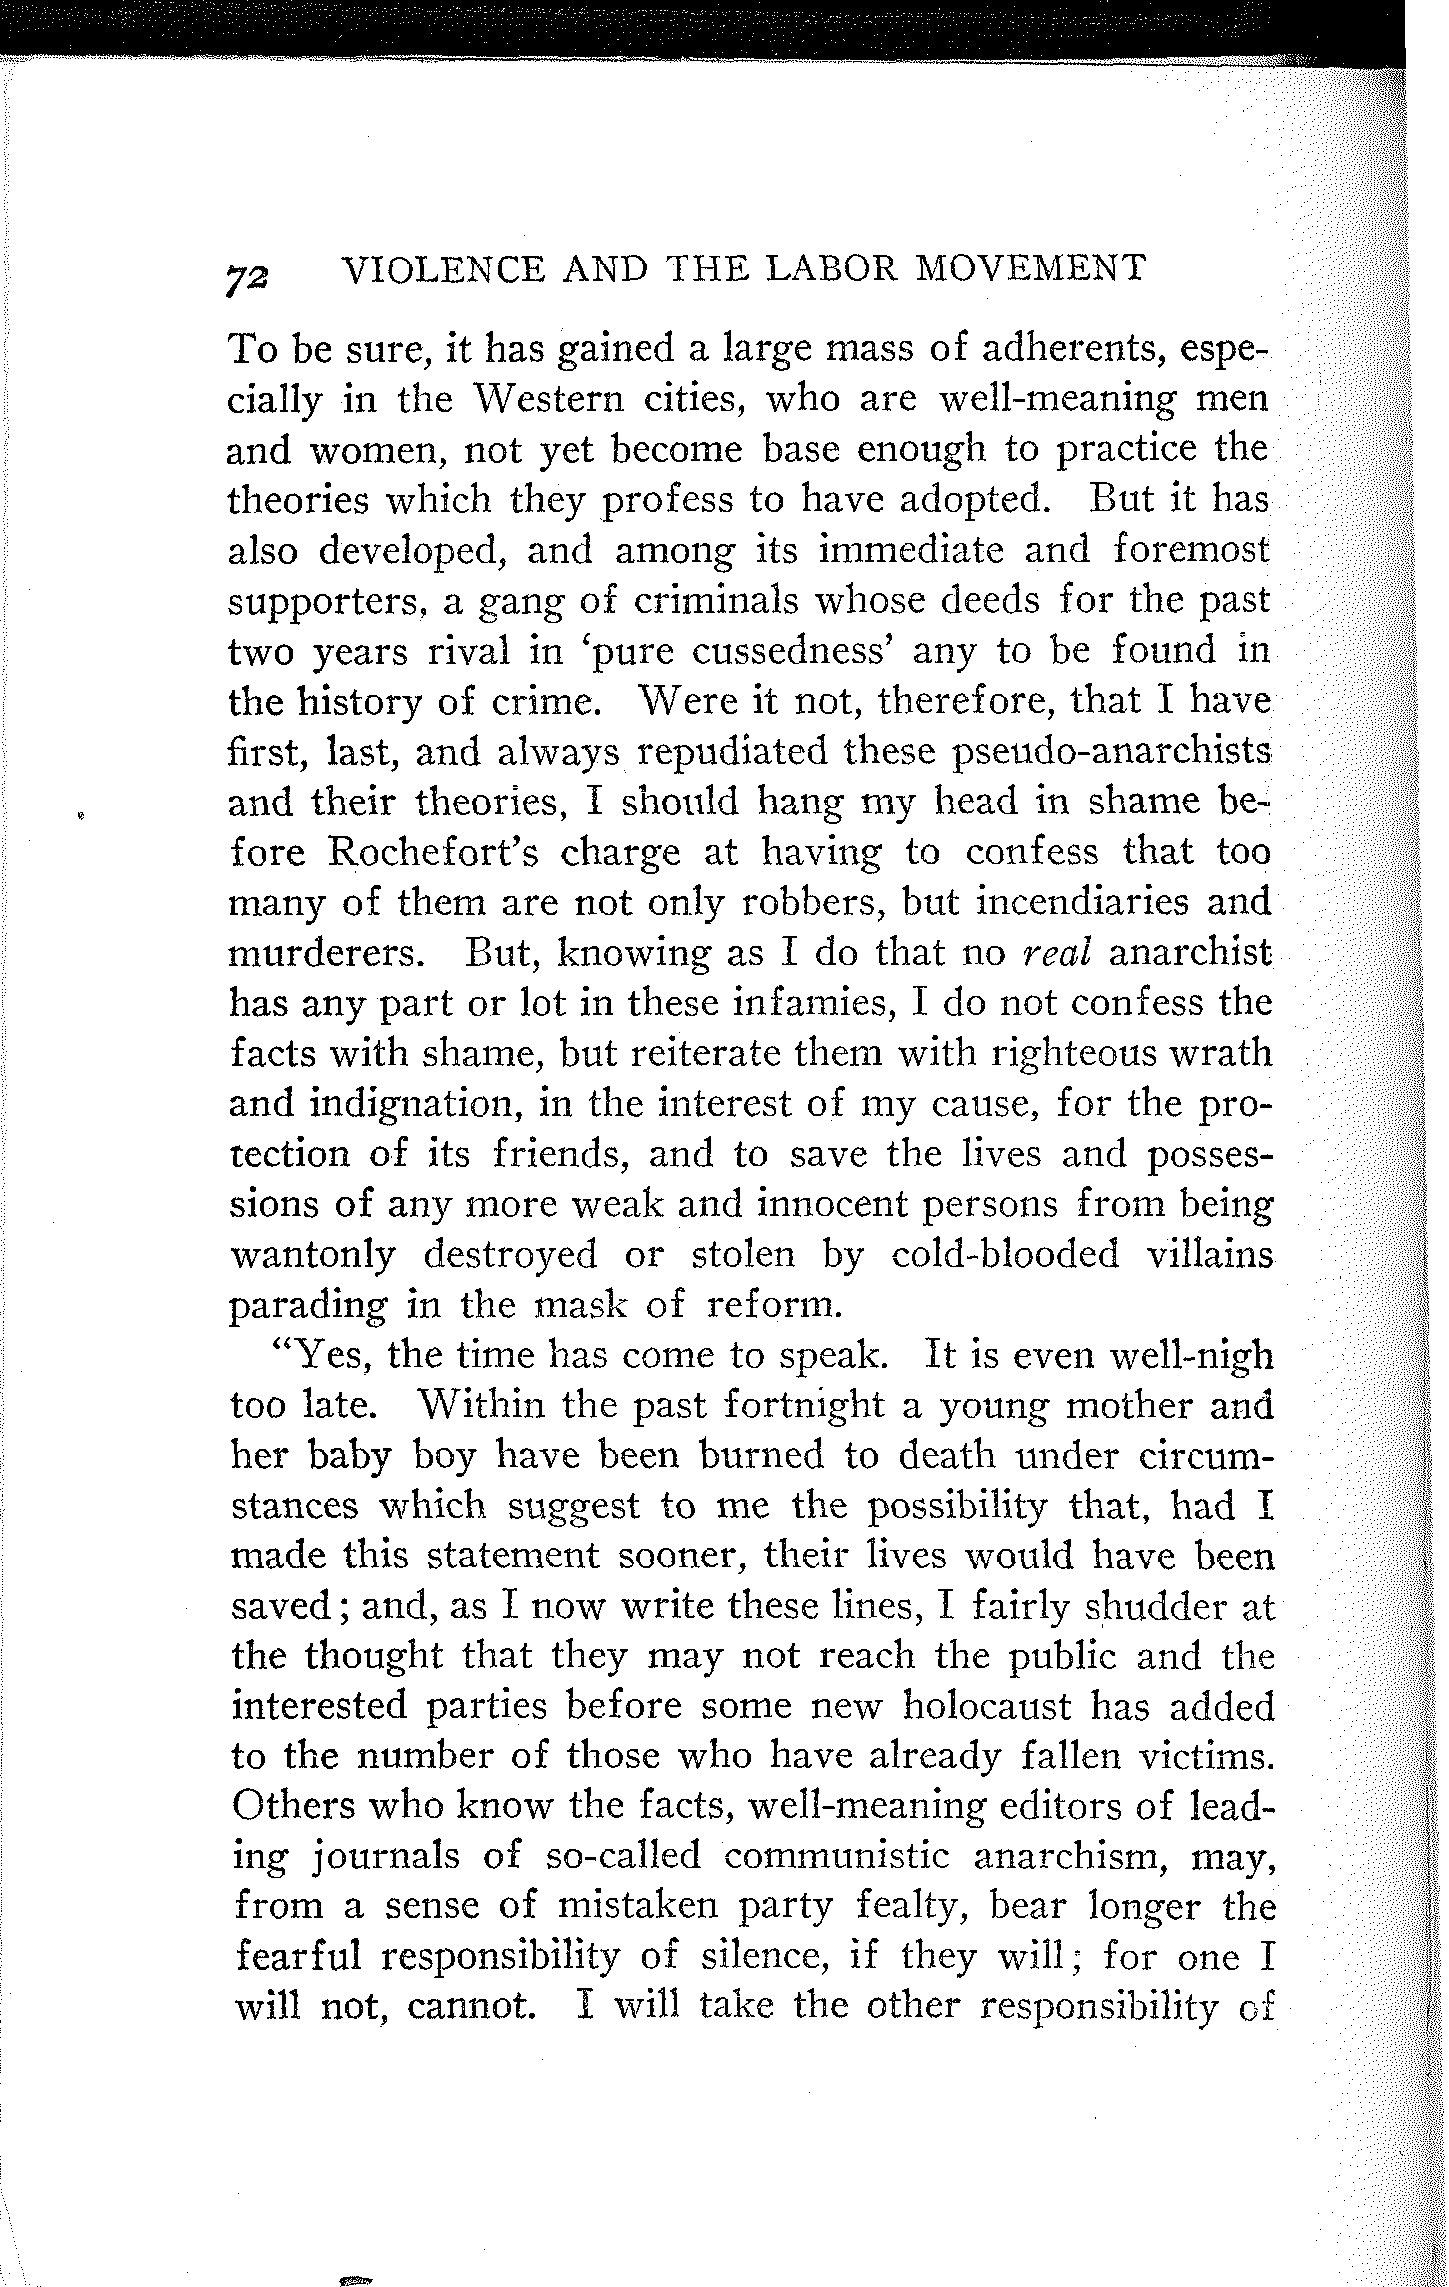 72 VIOLENCE AND THE LABOR MOVEMENT
To be sure, it has gained a large mass of adherents, espe-
cially in the Western cities, who are well-meaning men
and women, not yet become base enough to practice the
theories which they profess to have adopted. But it has
also developed, and among its immediate and foremost
supporters, a gang of criminals whose deeds for the past
two years rival in ‘pure cussedness’ any to be found in
the history of crime. Were it not, therefore, that I have
first, last, and always repudiated these pseudo-anarchists
and their theories, I should hang my head in shame be-
fore Rochefort’s charge at having to confess that too
many of them are not only robbers, but incendiaries and
murderers. But, knowing as I do that no real anarchist
has any part or lot in these infamies, I do not confess the
facts with shame, but reiterate them with righteous wrath
and indignation, in the interest of my cause, for the pro-
tection of its friends, and to save the lives and posses-
sions of any more weak and innocent persons from being
wantonly destroyed or stolen by cold-blooded villains
parading in the mask of reform.
“Yes, the time has come to speak. It is even well-nigh
too late. Within the past fortnight a young mother and
her baby boy have been burned to death under circum-
stances which suggest to me the possibility that, had I
made this statement sooner, their lives would have been
saved; and, as I now write these lines, I fairly shudder at
the thought that they may not reach the public and the
interested parties before some new holocaust has added
to the number of those who have already fallen victims.
Others who know the facts, well-meaning editors of lead-
ing journals of so-called communistic anarchism, may,
from a sense of mistaken party fealty, bear longer the
fearful responsibility of silence, if they will; for one I
will not, cannot. I will take the other responsibility of